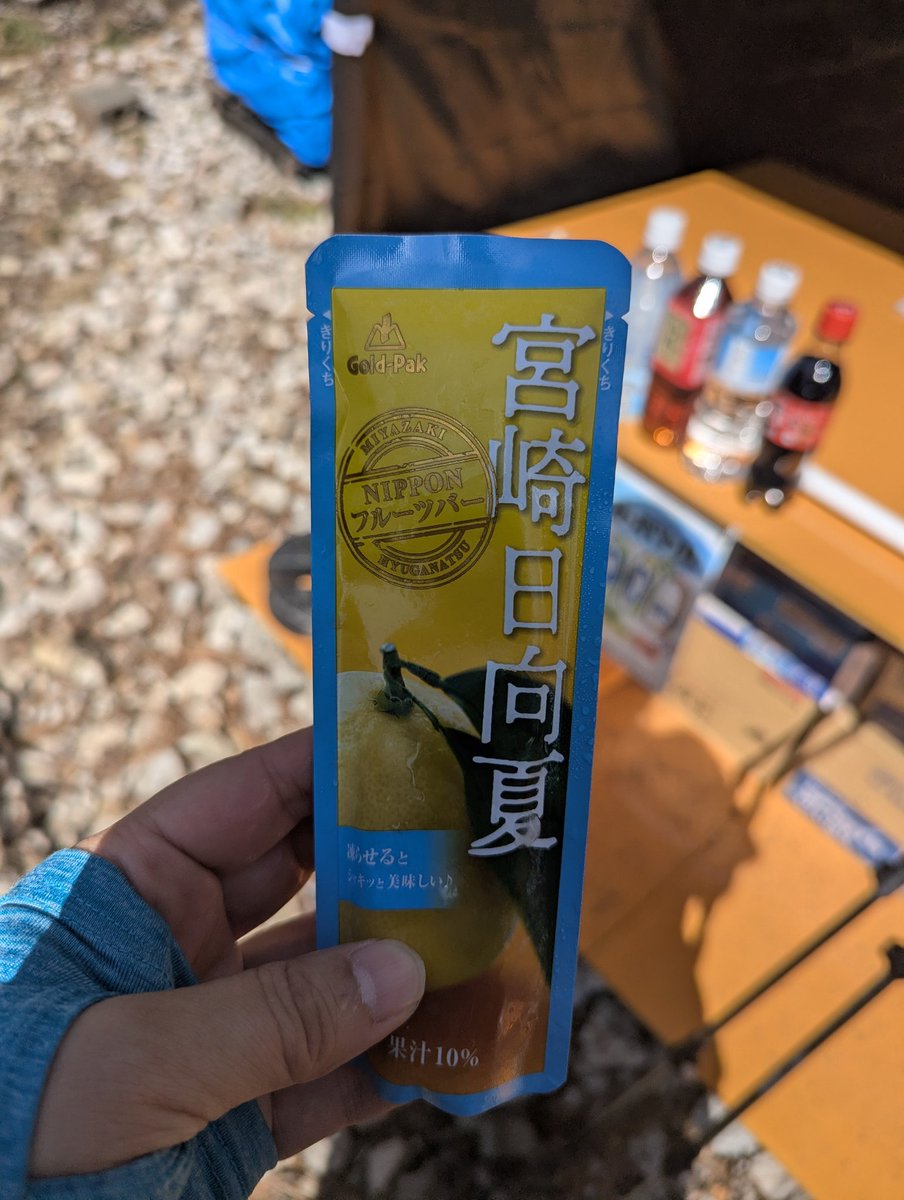 きりくち
きりくち
Gold-Pak
宮崎日向夏
MIYAZAKI
NIPPON
フルーツバー
HYUGANATSU
凍らせると
シャキッと美味しい♪
果汁10%